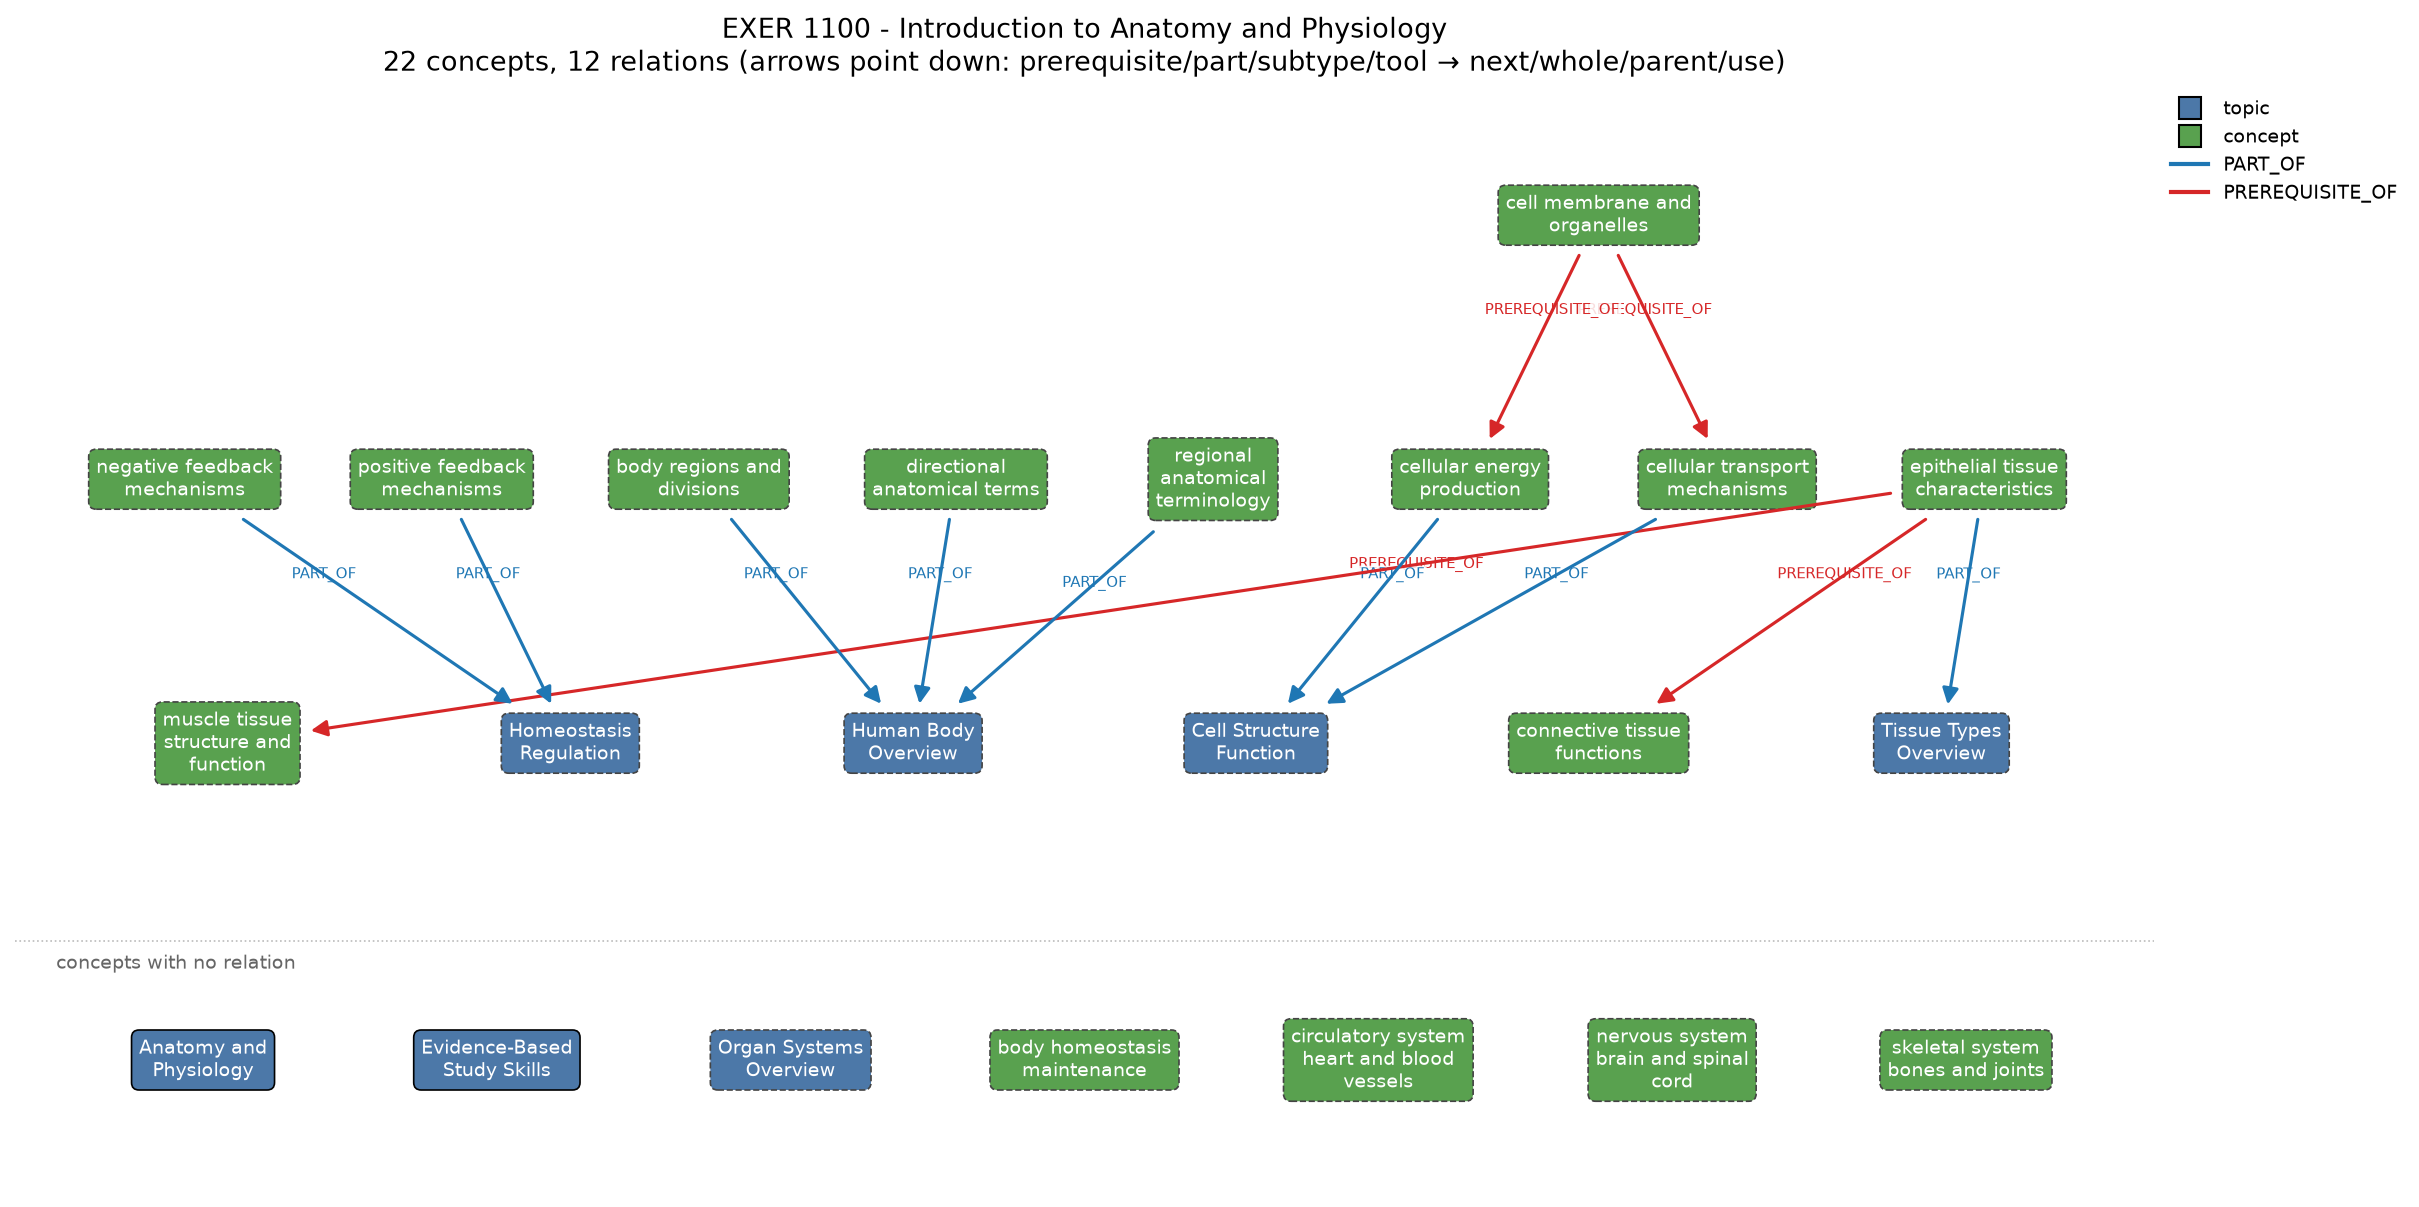 EXER 1100 - Introduction to Anatomy and Physiology
22 concepts, 12 relations (arrows point down: prerequisite/part/subtype/tool → next/whole/parent/use)
topic
concept
PART_OF
PREREQUISITE_OF
cell membrane and
organelles
PREREQUISITE_OF
EQUISITE_OF
negative feedback
mechanisms
positive feedback
mechanisms
body regions and
divisions
directional
anatomical terms
regional
anatomical
terminology
cellular energy
production
cellular transport
mechanisms
epithelial tissue
characteristics
PART_OF
PART_OF
PART_OF
PART_OF
PART_OF
PREREQUISITE_OF
PART_OF
PART_OF
PREREQUISITE_OF
PART_OF
muscle tissue
structure and
function
Homeostasis
Regulation
Human Body
Overview
Cell Structure
Function
connective tissue
functions
Tissue Types
Overview
concepts with no relation
Anatomy and
Physiology
Evidence-Based
Study Skills
Organ Systems
Overview
body homeostasis
maintenance
circulatory system
heart and blood
vessels
nervous system
brain and spinal
cord
skeletal system
bones and joints